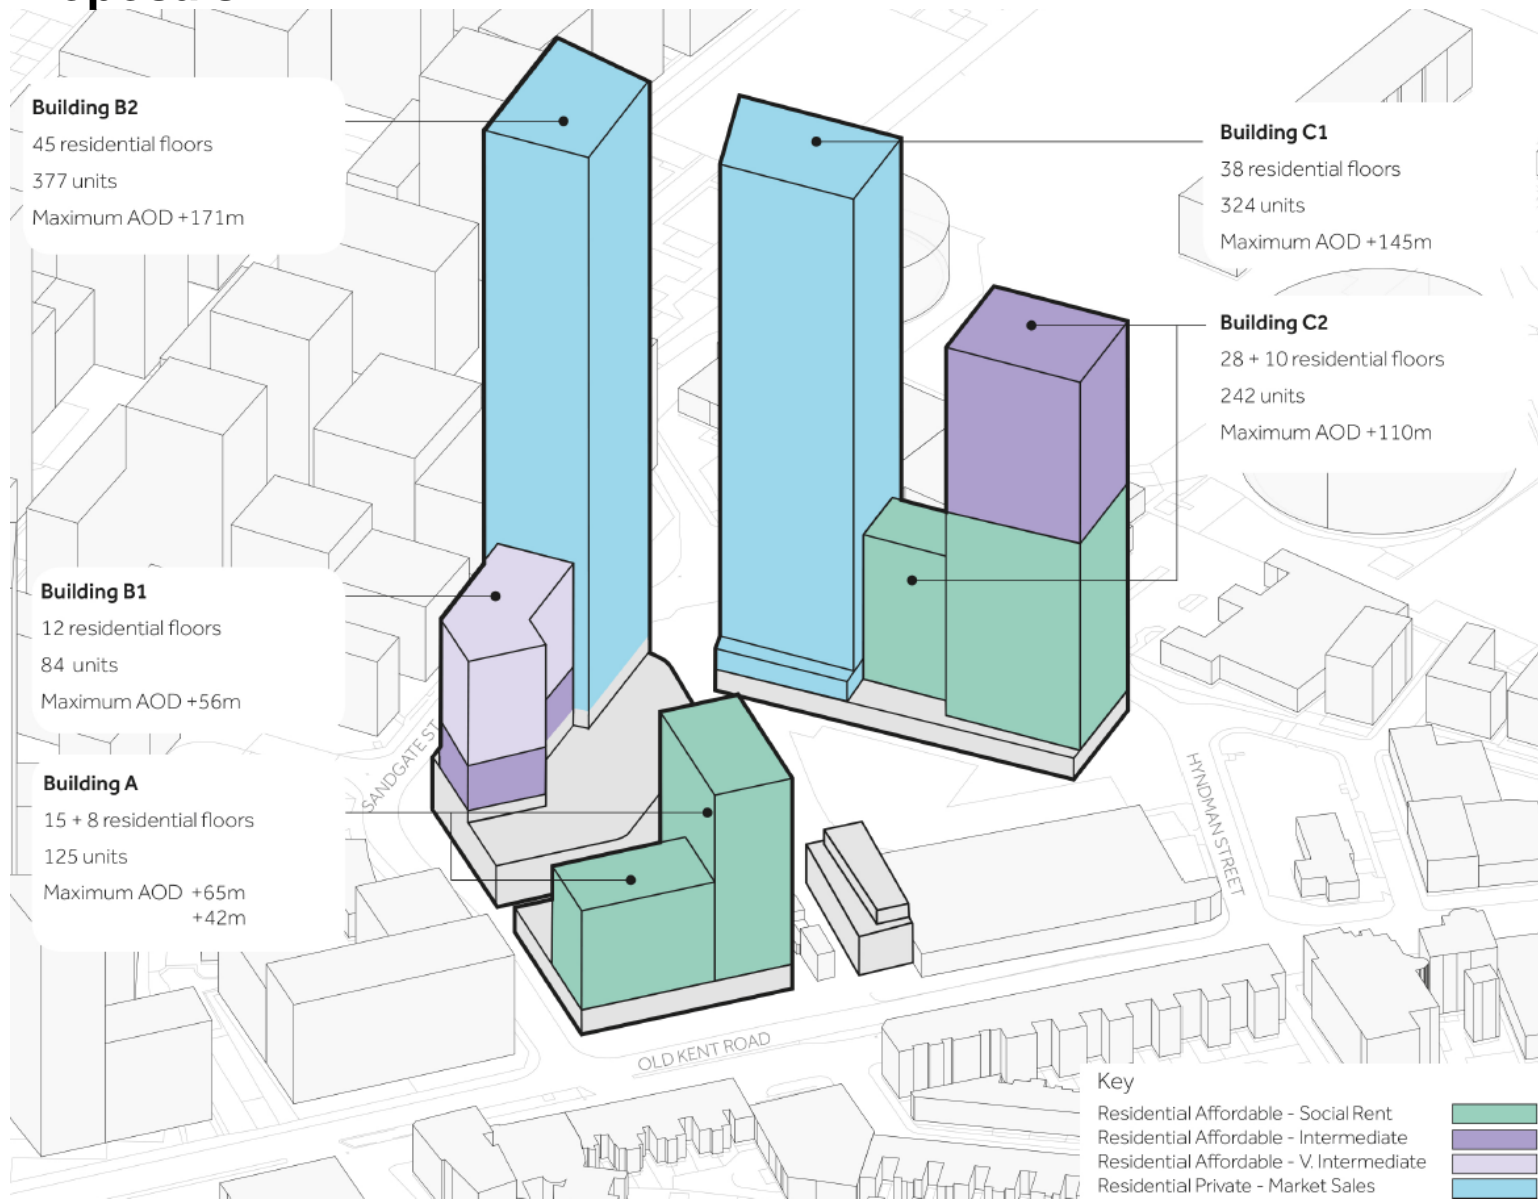 Building B2
45 residential floors
377 units
Maximum AOD +171m
Building C1
38 residential floors
324 units
Maximum AOD +145m
Building C2
28 + 10 residential floors
242 units
Maximum AOD +110m
Building B1
12 residential floors
84 units
Maximum AOD +56m
Building A
15 + 8 residential floors
125 units
Maximum AOD +65m
+42m
SANDGATE ST
HYNDMAN STREET
OLD KENT ROAD
Key
Residential Affordable - Social Rent
Residential Affordable - Intermediate
Residential Affordable - V. Intermediate
Residential Private - Market Sales